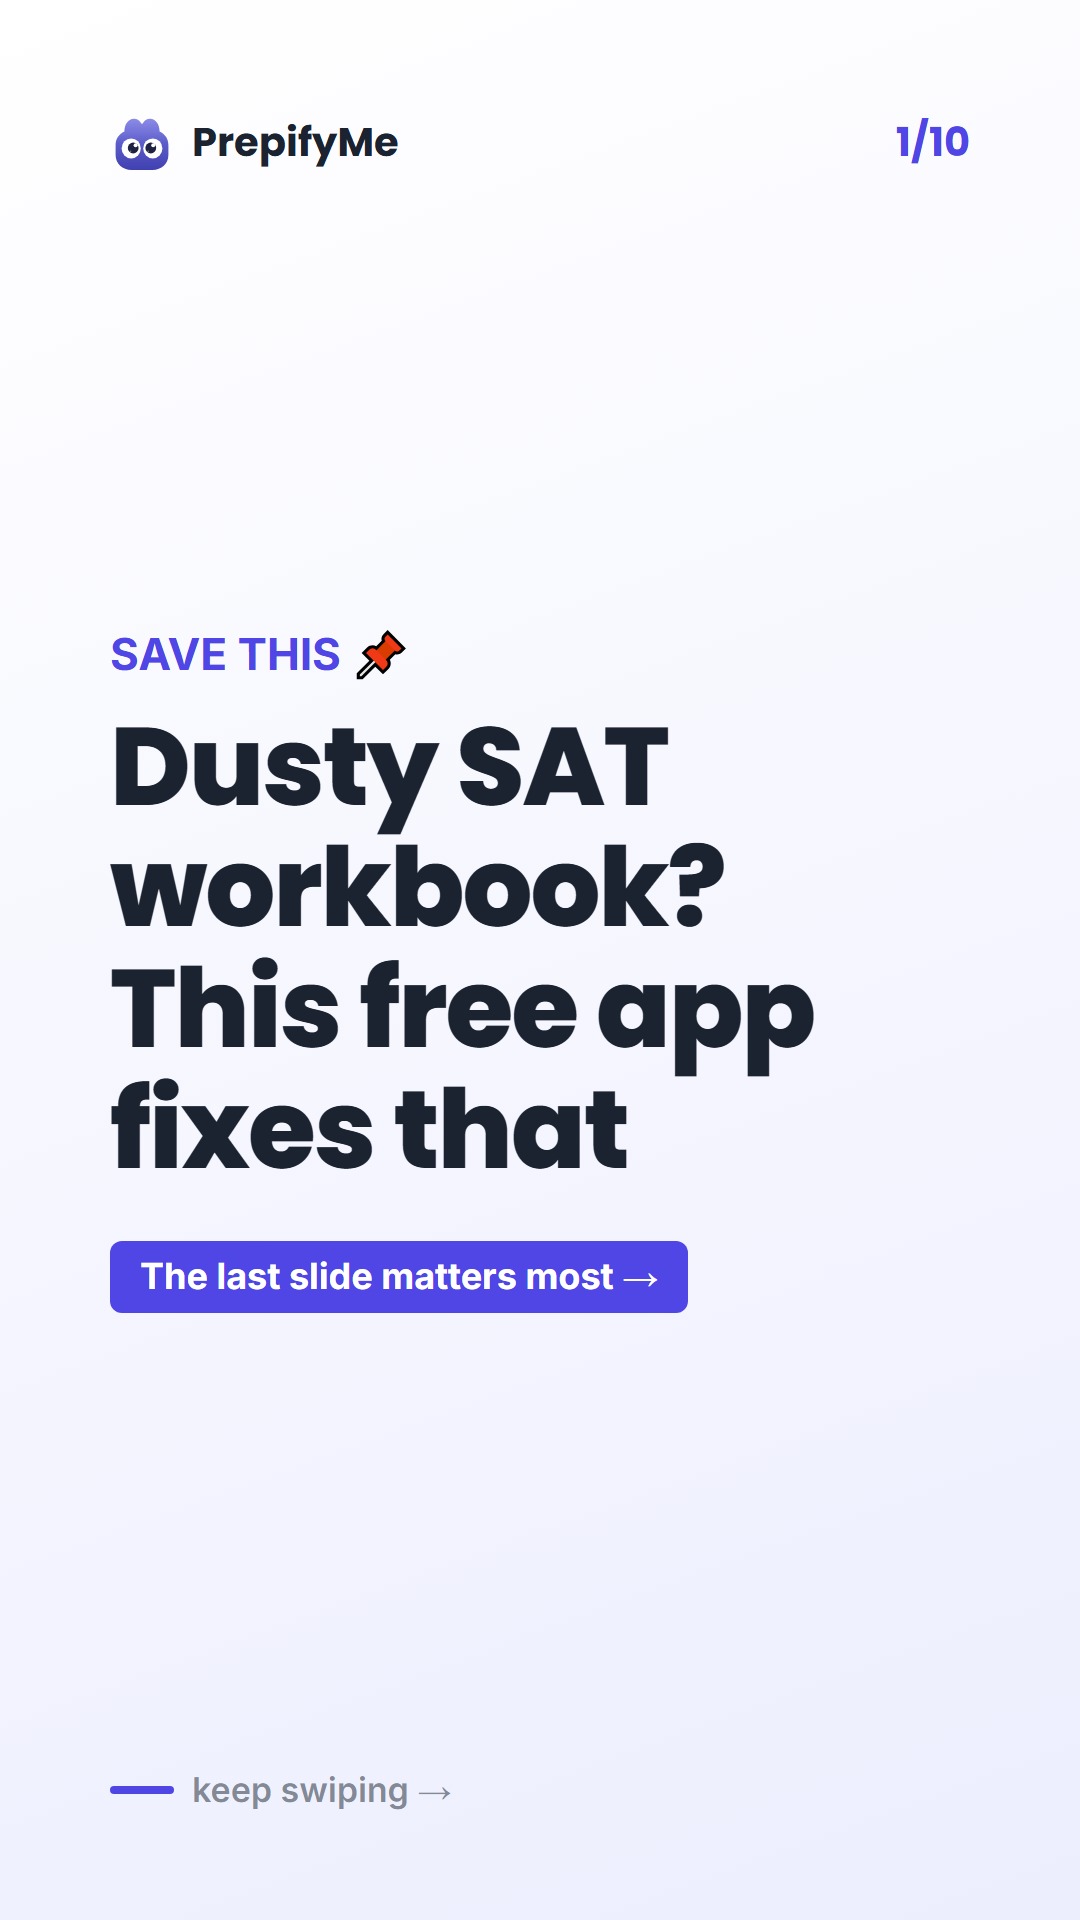 PrepifyMe
1/10
SAVE THIS 📌
Dusty SAT
workbook?
This free app
fixes that
The last slide matters most →
keep swiping →